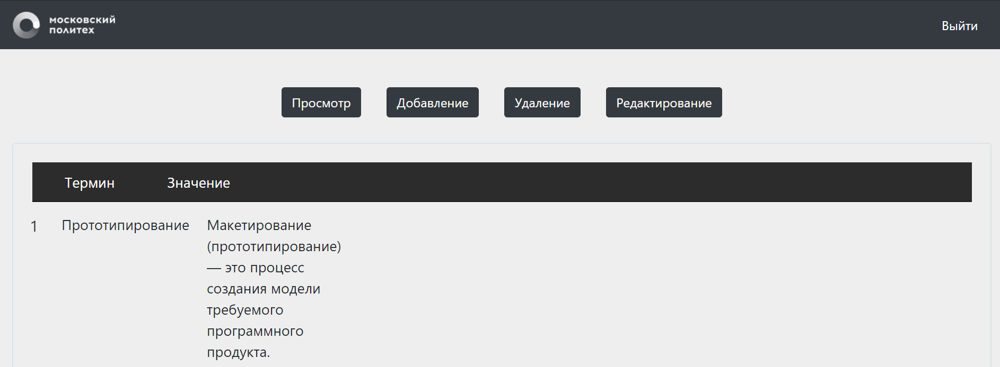 московский
политех
Выйти
Просмотр Добавление Удаление Редактирование
Термин Значение
1 Прототипирование Макетирование
(прототипирование)
— это процесс
создания модели
требуемого
программного
продукта.